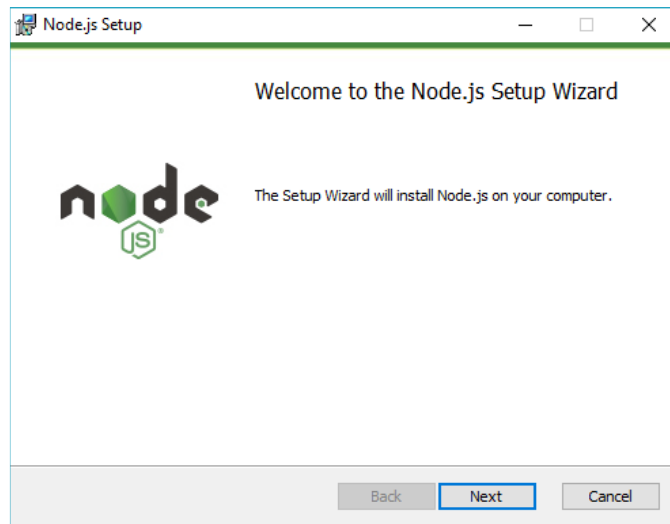 Node.js Setup
Welcome to the Node.js Setup Wizard
The Setup Wizard will install Node.js on your computer.
node
JS®
Back Next Cancel